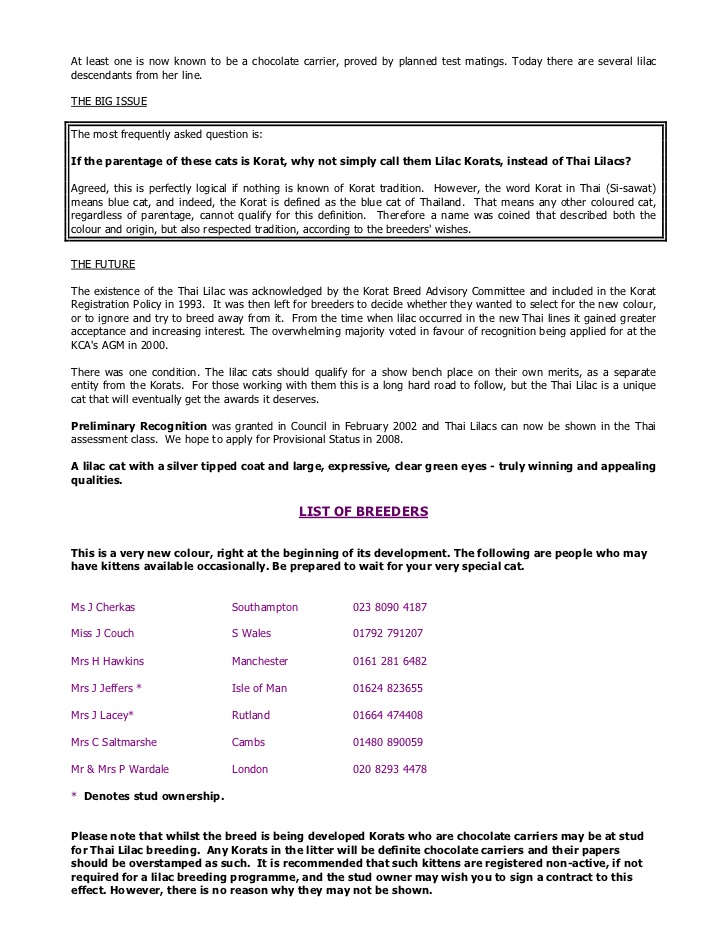 At least one is now known to be a chocolate carrier, proved by planned test matings. Today there are several lilac
descendants from her line.
THE BIG ISSUE
The most frequently asked question is:
If the parentage of these cats is Korat, why not simply call them Lilac Korats, instead of Thai Lilacs?
Agreed, this is perfectly logical if nothing is known of Korat tradition. However, the word Korat in Thai (Si-sawat)
means blue cat, and indeed, the Korat is defined as the blue cat of Thailand. That means any other coloured cat,
regardless of parentage, cannot qualify for this definition. Therefore a name was coined that described both the
colour and origin, but also respected tradition, according to the breeders' wishes.
THE FUTURE
The existence of the Thai Lilac was acknowledged by the Korat Breed Advisory Committee and included in the Korat
Registration Policy in 1993. It was then left for breeders to decide whether they wanted to select for the new colour,
or to ignore and try to breed away from it. From the time when lilac occurred in the new Thai lines it gained greater
acceptance and increasing interest. The overwhelming majority voted in favour of recognition being applied for at the
KCA's AGM in 2000.
There was one condition. The lilac cats should qualify for a show bench place on their own merits, as a separate
entity from the Korats. For those working with them this is a long hard road to follow, but the Thai Lilac is a unique
cat that will eventually get the awards it deserves.
Preliminary Recognition was granted in Council in February 2002 and Thai Lilacs can now be shown in the Thai
assessment class. We hope to apply for Provisional Status in 2008.
A lilac cat with a silver tipped coat and large, expressive, clear green eyes - truly winning and appealing
qualities.
LIST OF BREEDERS
This is a very new colour, right at the beginning of its development. The following are people who may
have kittens available occasionally. Be prepared to wait for your very special cat.
Ms J Cherkas Southampton 023 8090 4187
Miss J Couch S Wales 01792 791207
Mrs H Hawkins Manchester 0161 281 6482
Mrs J Jeffers * Isle of Man 01624 823655
Mrs J Lacey* Rutland 01664 474408
Mrs C Saltmarshe Cambs 01480 890059
Mr & Mrs P Wardale London 020 8293 4478
* Denotes stud ownership.
Please note that whilst the breed is being developed Korats who are chocolate carriers may be at stud
for Thai Lilac breeding. Any Korats in the litter will be definite chocolate carriers and their papers
should be overstamped as such. It is recommended that such kittens are registered non-active, if not
required for a lilac breeding programme, and the stud owner may wish you to sign a contract to this
effect. However, there is no reason why they may not be shown.